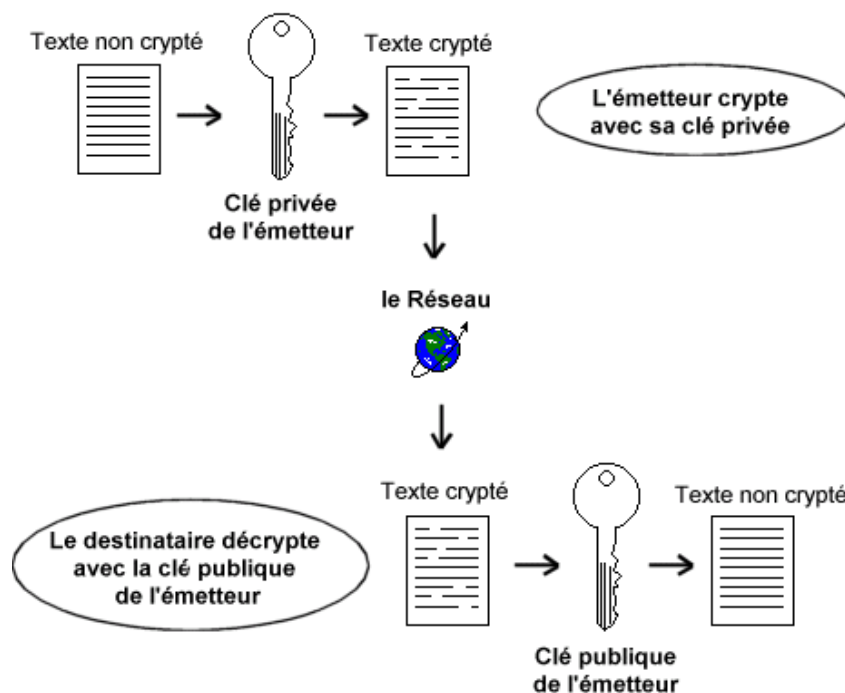 Texte non crypté
Texte crypté
L'émetteur crypte
avec sa clé privée
Clé privée
de l'émetteur
le Réseau
Texte crypté
Texte non crypté
Le destinataire décrypte
avec la clé publique
de l'émetteur
Clé publique
de l'émetteur